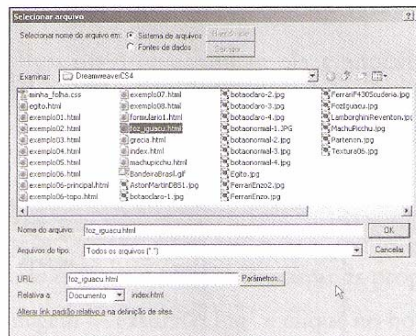 Selecionar arquivo
Selecionar nome do arquivo em: Sistema de arquivos
Fontes de dados
Examinar: DreamweaverCS4
minha_folha.css
egito.html
exemplo01.html
exemplo02.html
exemplo03.html
exemplo04.html
exemplo05.html
exemplo06.html
exemplo06-principal.html
exemplo06-topo.html
exemplo07.html
exemplo08.html
formulario1.html
foz_iguacu.html
grecia.html
index.html
machupicchu.html
BandeiraBrasil.gif
AstonMartinDB51.jpg
botaoclaro-1.jpg
botaoclaro-2.jpg
botaoclaro-3.jpg
botaoclaro-4.jpg
botaonormal-1.JPG
botaonormal-2.jpg
botaonormal-3.jpg
botaonormal-4.jpg
Egito.jpg
FerrariEnzo2.jpg
FerrariEnzo.jpg
FerrariF430Scuderia.jpg
FozIguacu.jpg
LamborghiniReventon.jpg
MachuPicchu.jpg
Partenon.jpg
Textura06.jpg
Nome do arquivo: foz_iguacu.html OK
Arquivos do tipo: Todos os arquivos (*.*) Cancelar
URL: foz_iguacu.html Parâmetros...
Relativa a: Documento index.html
Alterar link padrão relativo a na definição de sites.